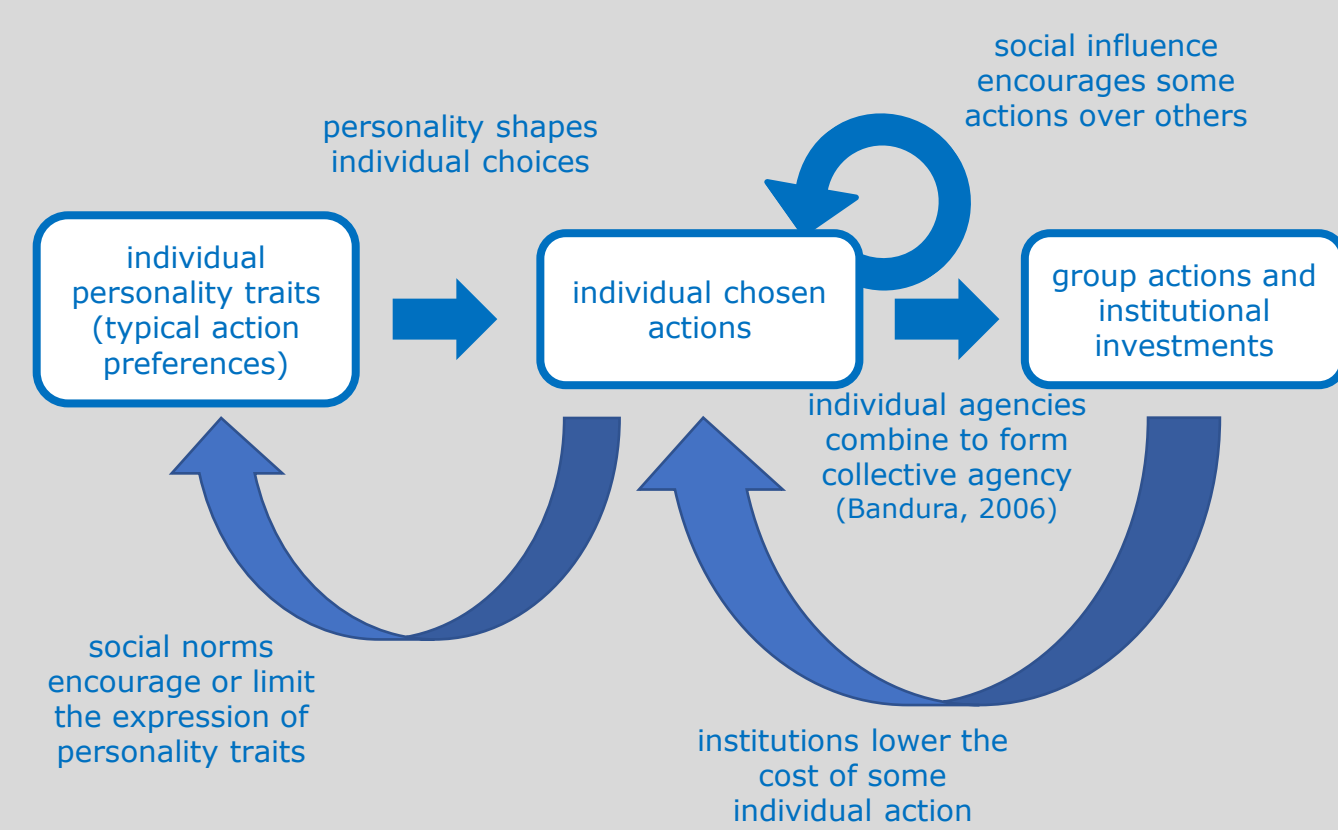 social influence
encourages some
actions over others
personality shapes
individual choices
individual
personality traits
(typical action
preferences)
individual chosen
actions
group actions and
institutional
investments
individual agencies
combine to form
collective agency
(Bandura, 2006)
social norms
encourage or limit
the expression of
personality traits
institutions lower the
cost of some
individual action